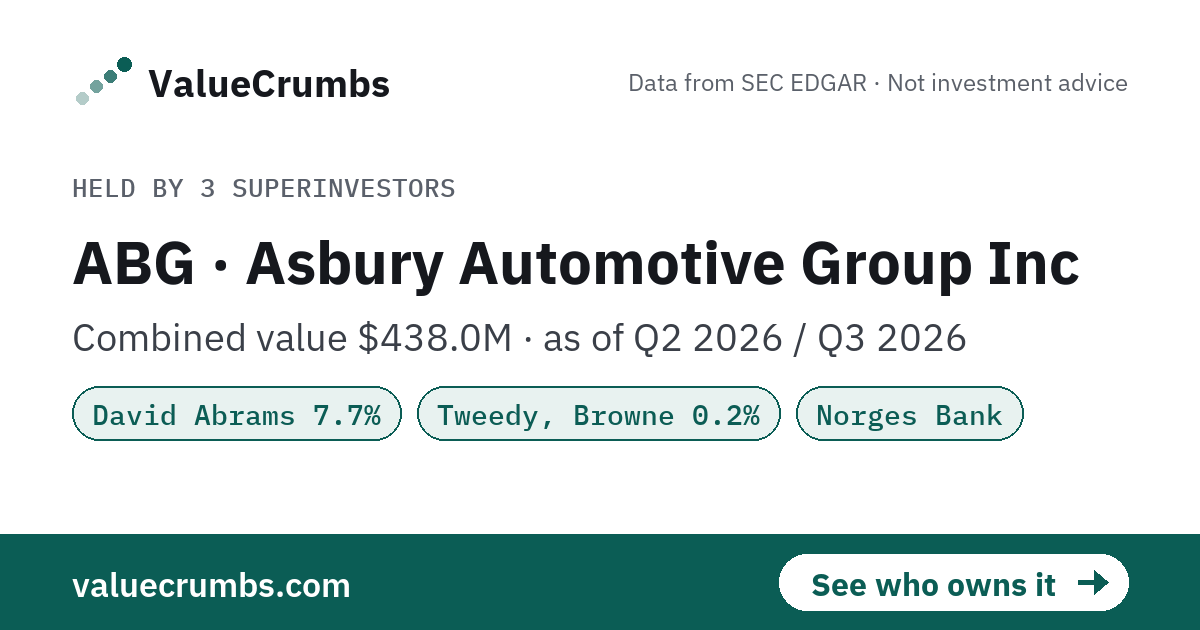 ValueCrumbs
Data from SEC EDGAR · Not investment advice
HELD BY 3 SUPERINVESTORS
ABG · Asbury Automotive Group Inc
Combined value $438.0M · as of Q2 2026 / Q3 2026
David Abrams 7.7%
Tweedy, Browne 0.2%
Norges Bank
valuecrumbs.com
See who owns it →